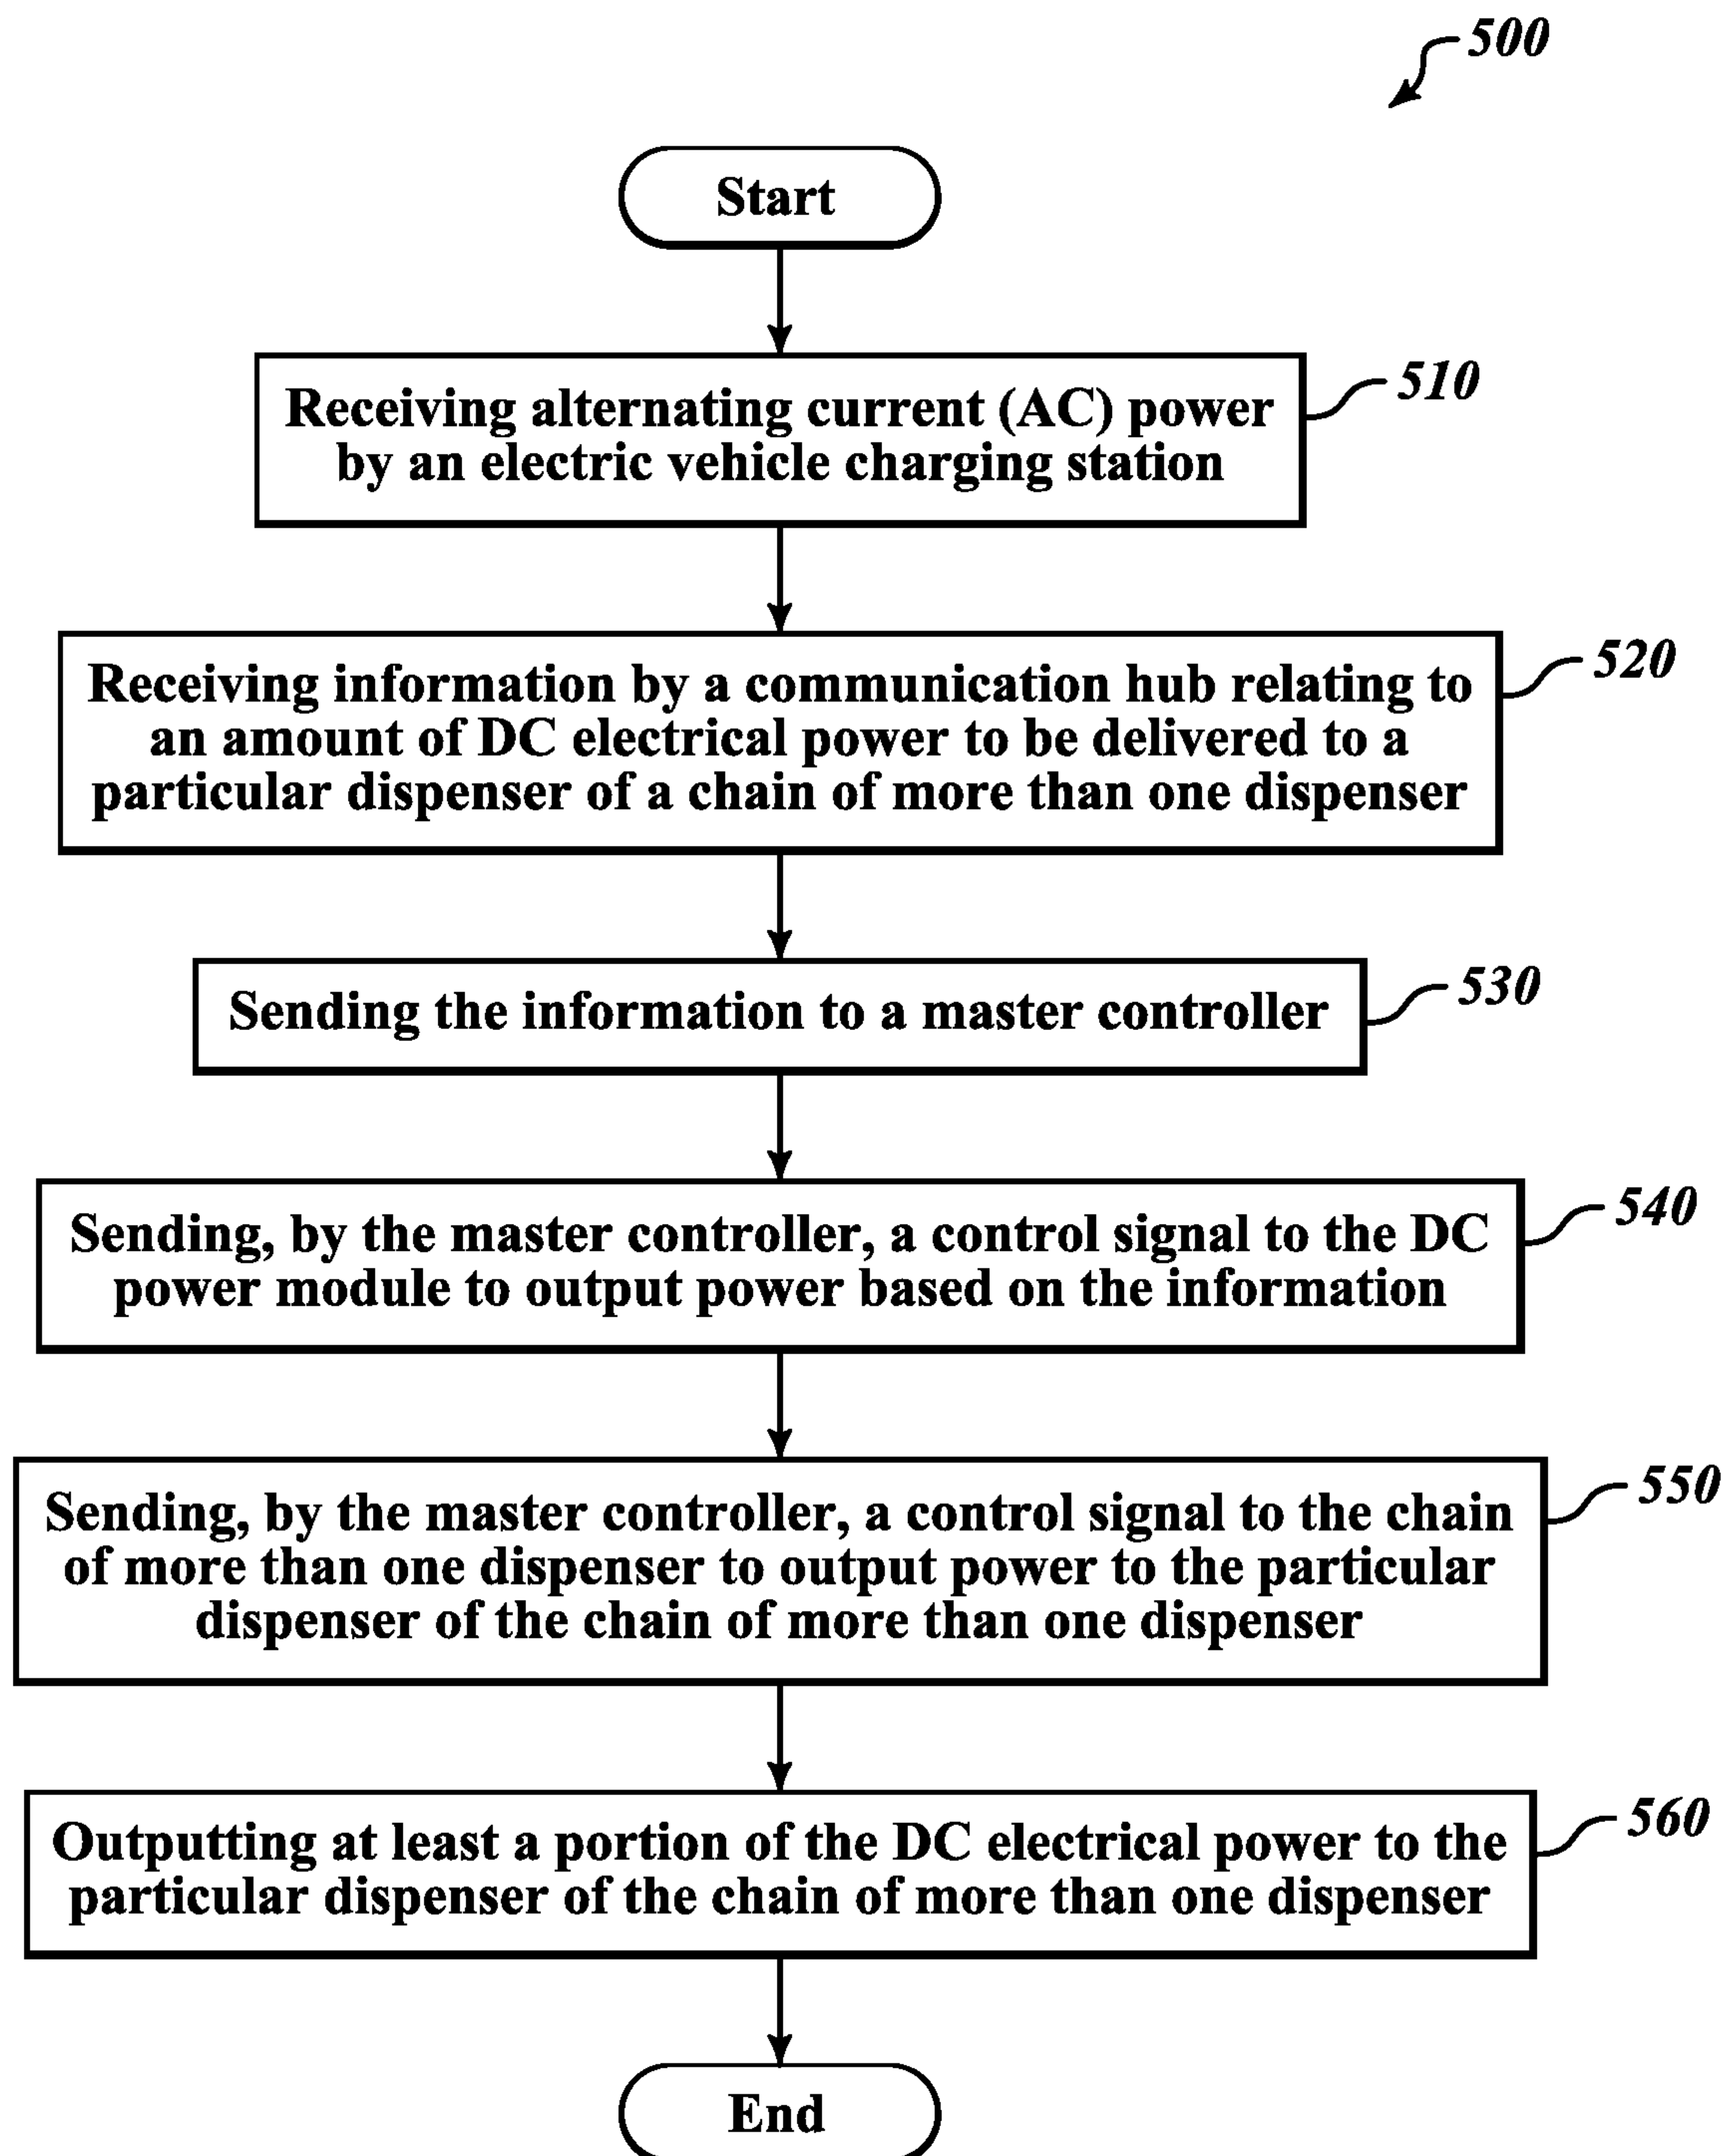 500
Start
Receiving alternating current (AC) power
by an electric vehicle charging station
510
Receiving information by a communication hub relating to
an amount of DC electrical power to be delivered to a
particular dispenser of a chain of more than one dispenser
520
Sending the information to a master controller
530
Sending, by the master controller, a control signal to the DC
power module to output power based on the information
540
Sending, by the master controller, a control signal to the chain
of more than one dispenser to output power to the particular
dispenser of the chain of more than one dispenser
550
Outputting at least a portion of the DC electrical power to the
particular dispenser of the chain of more than one dispenser
560
End